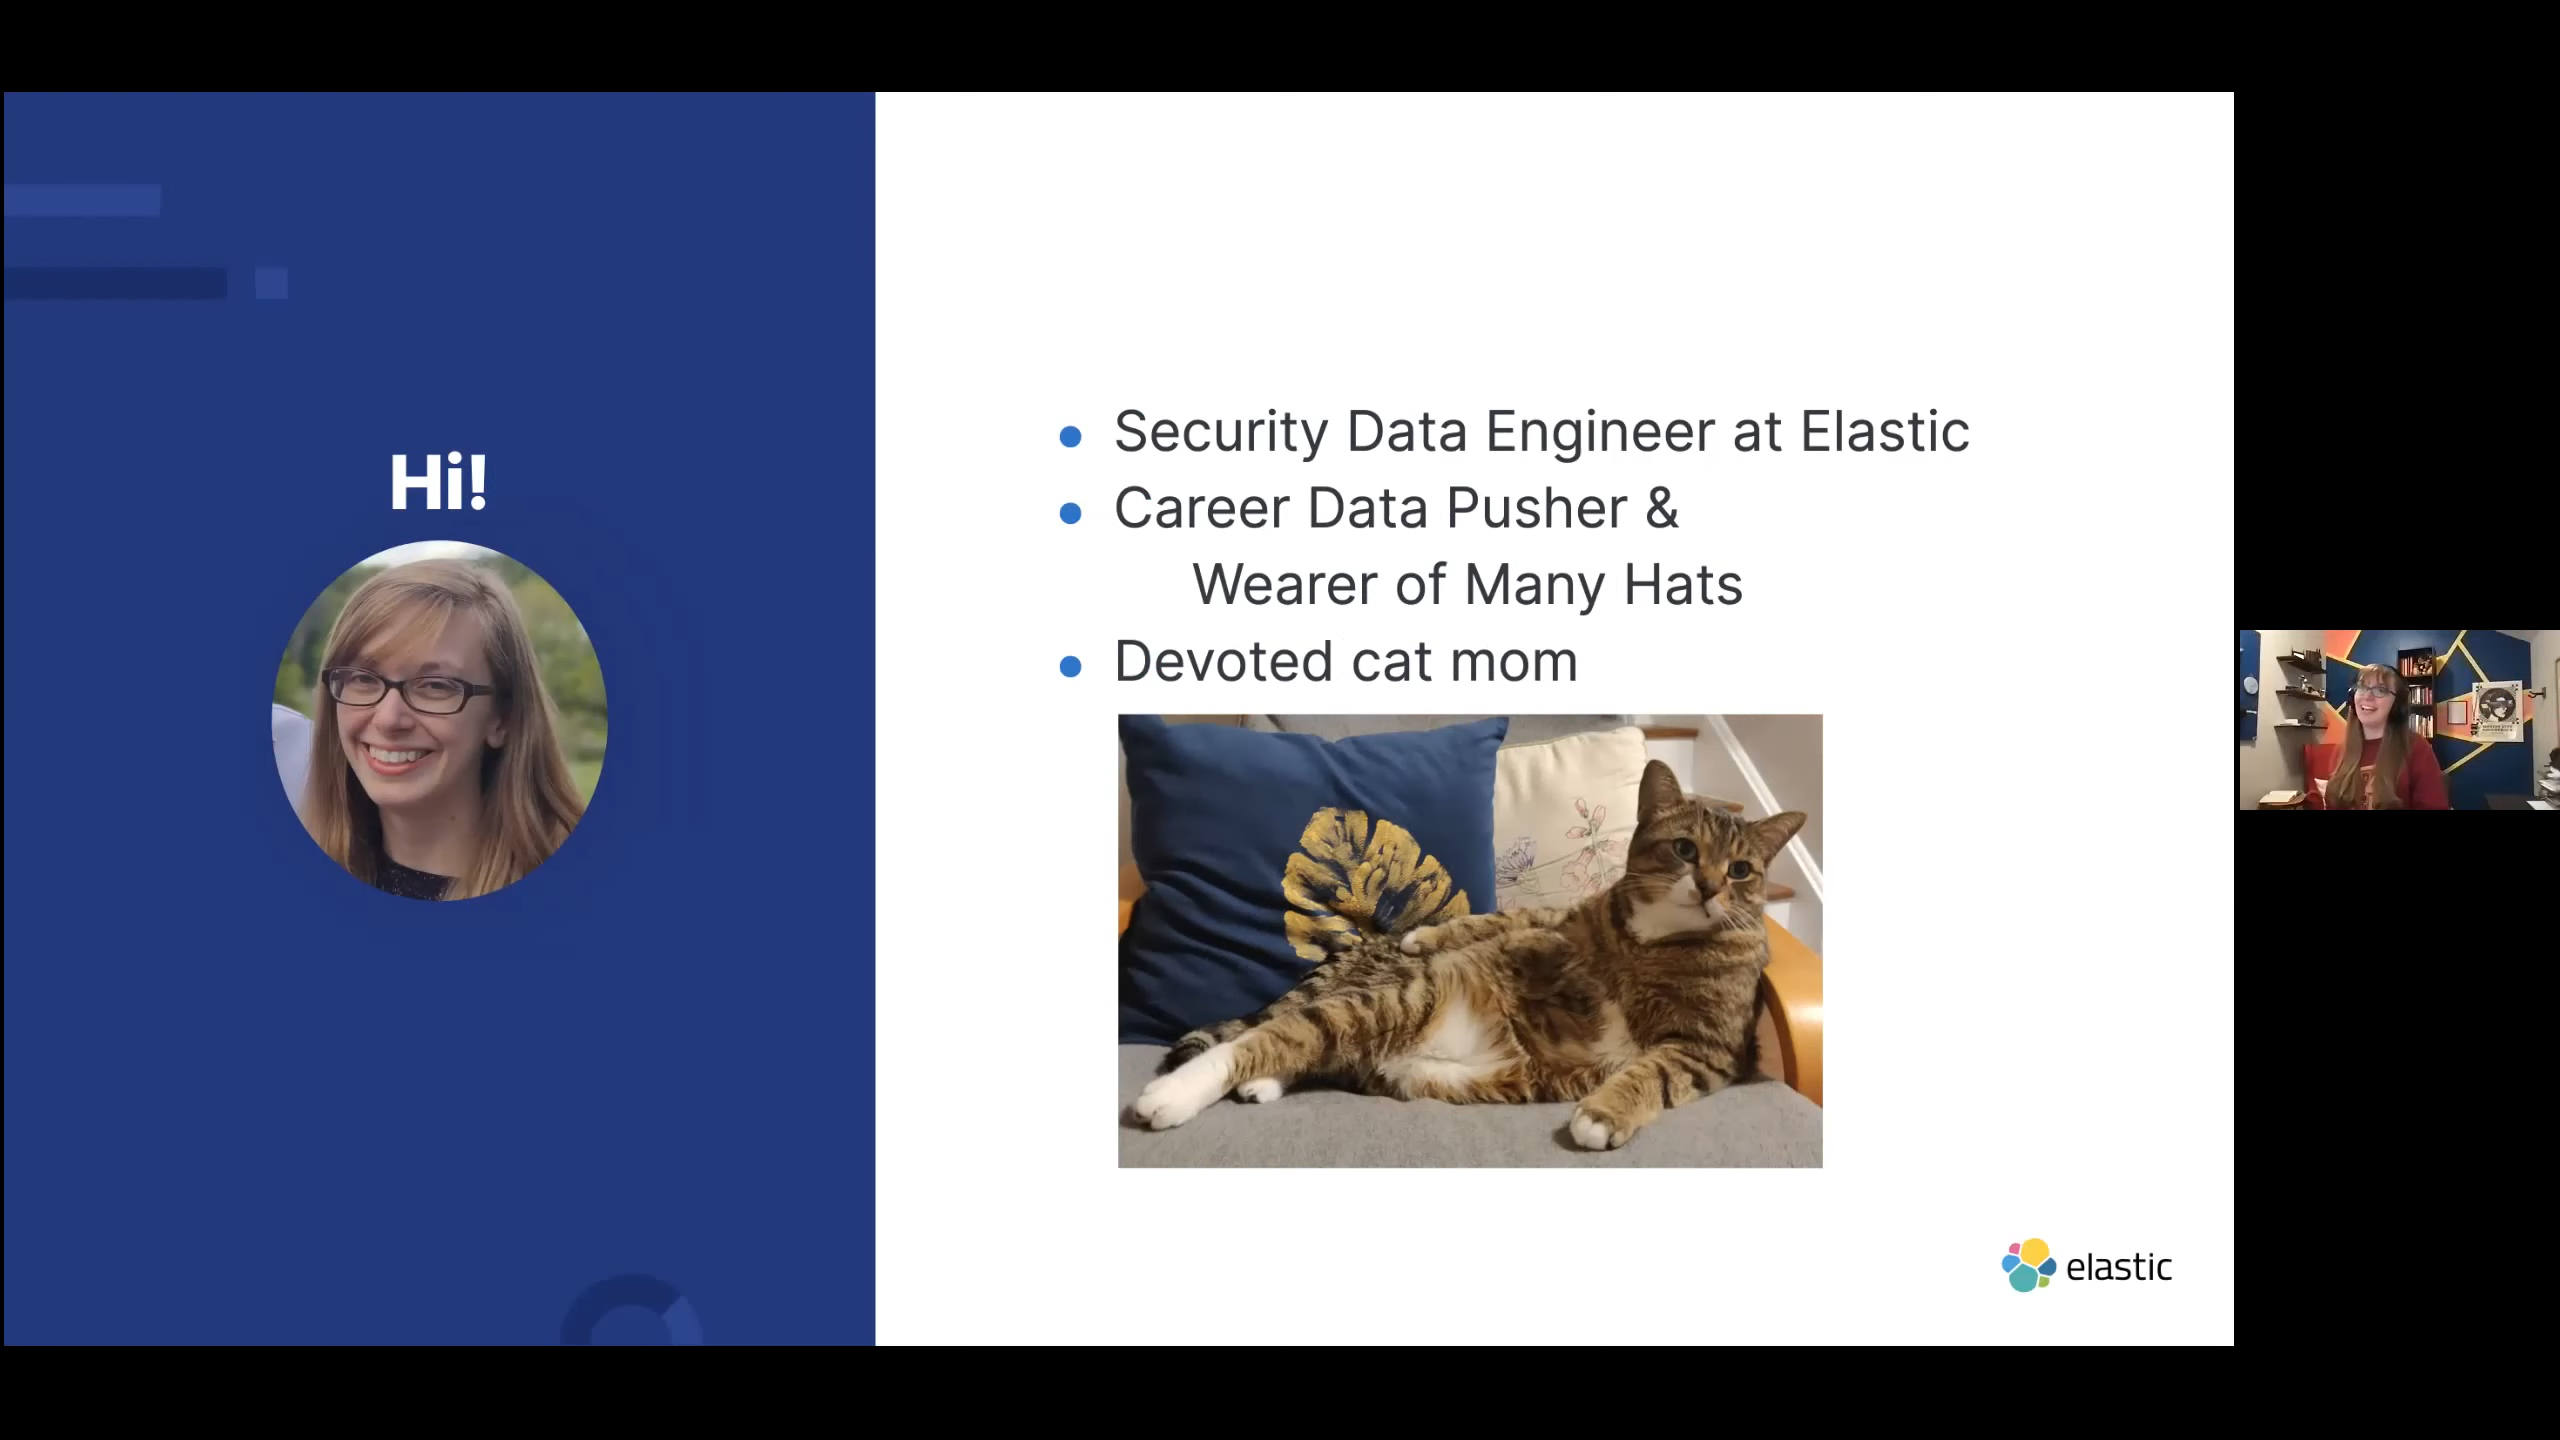 Hi!
Security Data Engineer at Elastic
Career Data Pusher &
Wearer of Many Hats
Devoted cat mom
elastic